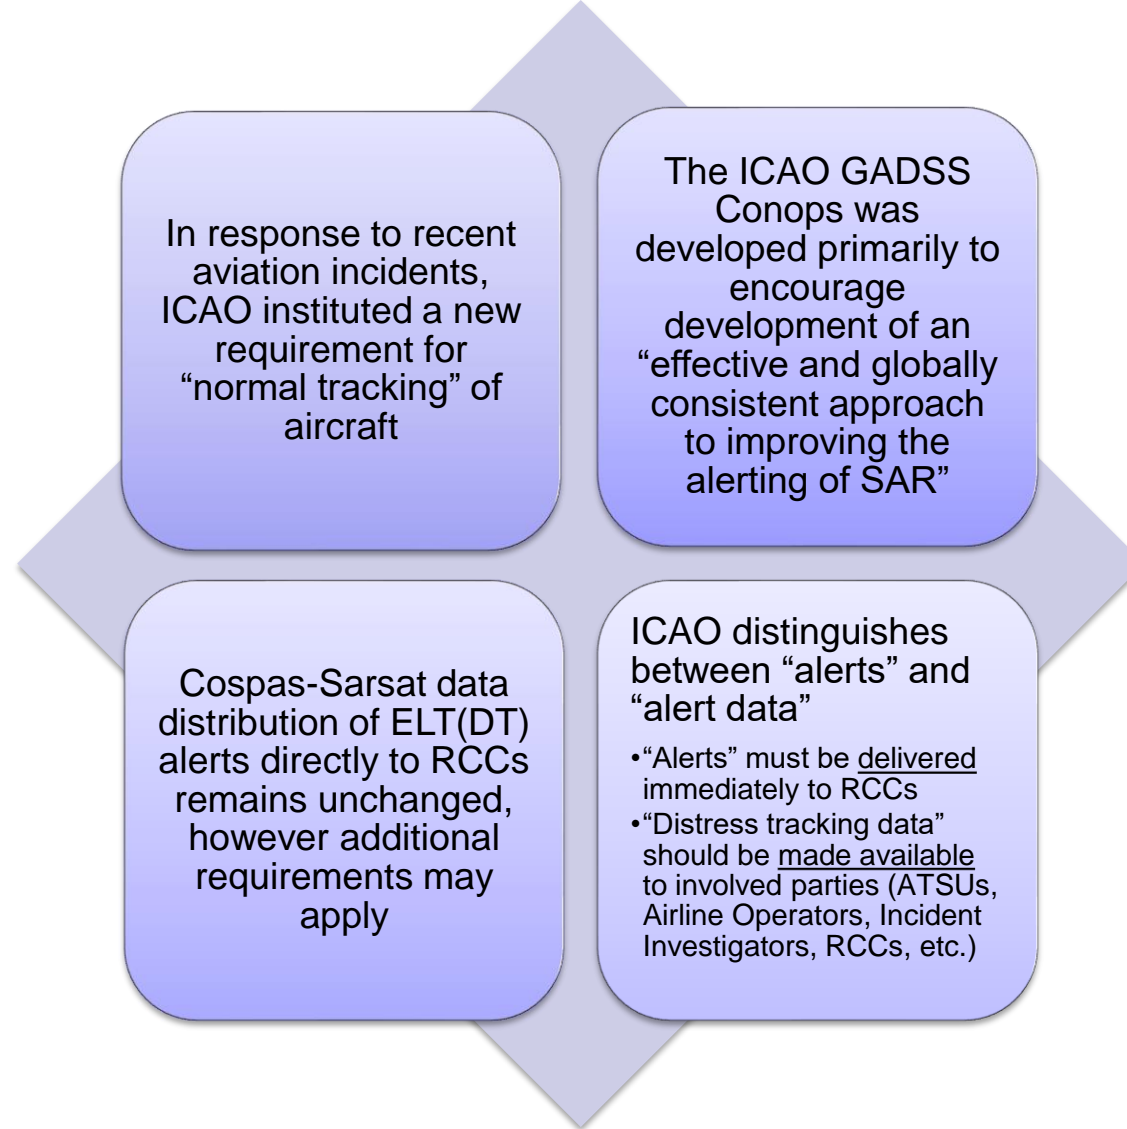 In response to recent
aviation incidents,
ICAO instituted a new
requirement for
“normal tracking” of
aircraft
The ICAO GADSS
Conops was
developed primarily to
encourage
development of an
“effective and globally
consistent approach
to improving the
alerting of SAR”
Cospas-Sarsat data
distribution of ELT(DT)
alerts directly to RCCs
remains unchanged,
however additional
requirements may
apply
ICAO distinguishes
between “alerts” and
“alert data”
•“Alerts” must be delivered
immediately to RCCs
•“Distress tracking data”
should be made available
to involved parties (ATSUs,
Airline Operators, Incident
Investigators, RCCs, etc.)